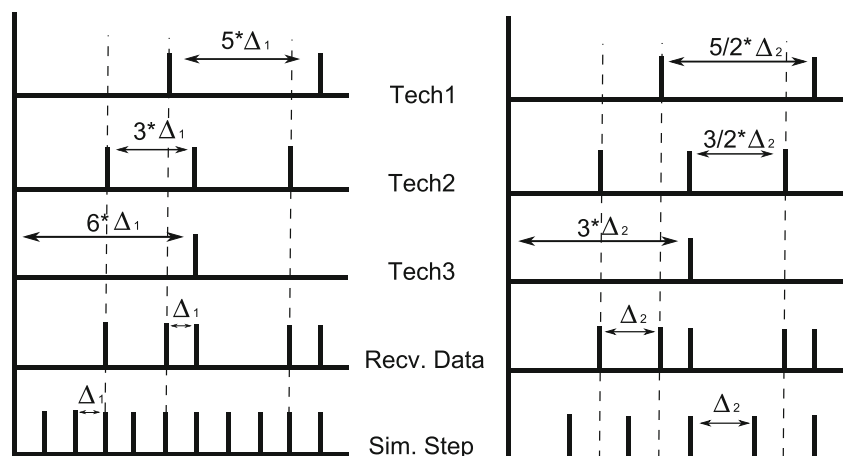 5*Δ₁
5/2*Δ₂
Tech1
3*Δ₁
3/2*Δ₂
Tech2
6*Δ₁
3*Δ₂
Tech3
Δ₁
Δ₂
Recv. Data
Δ₁
Δ₂
Sim. Step